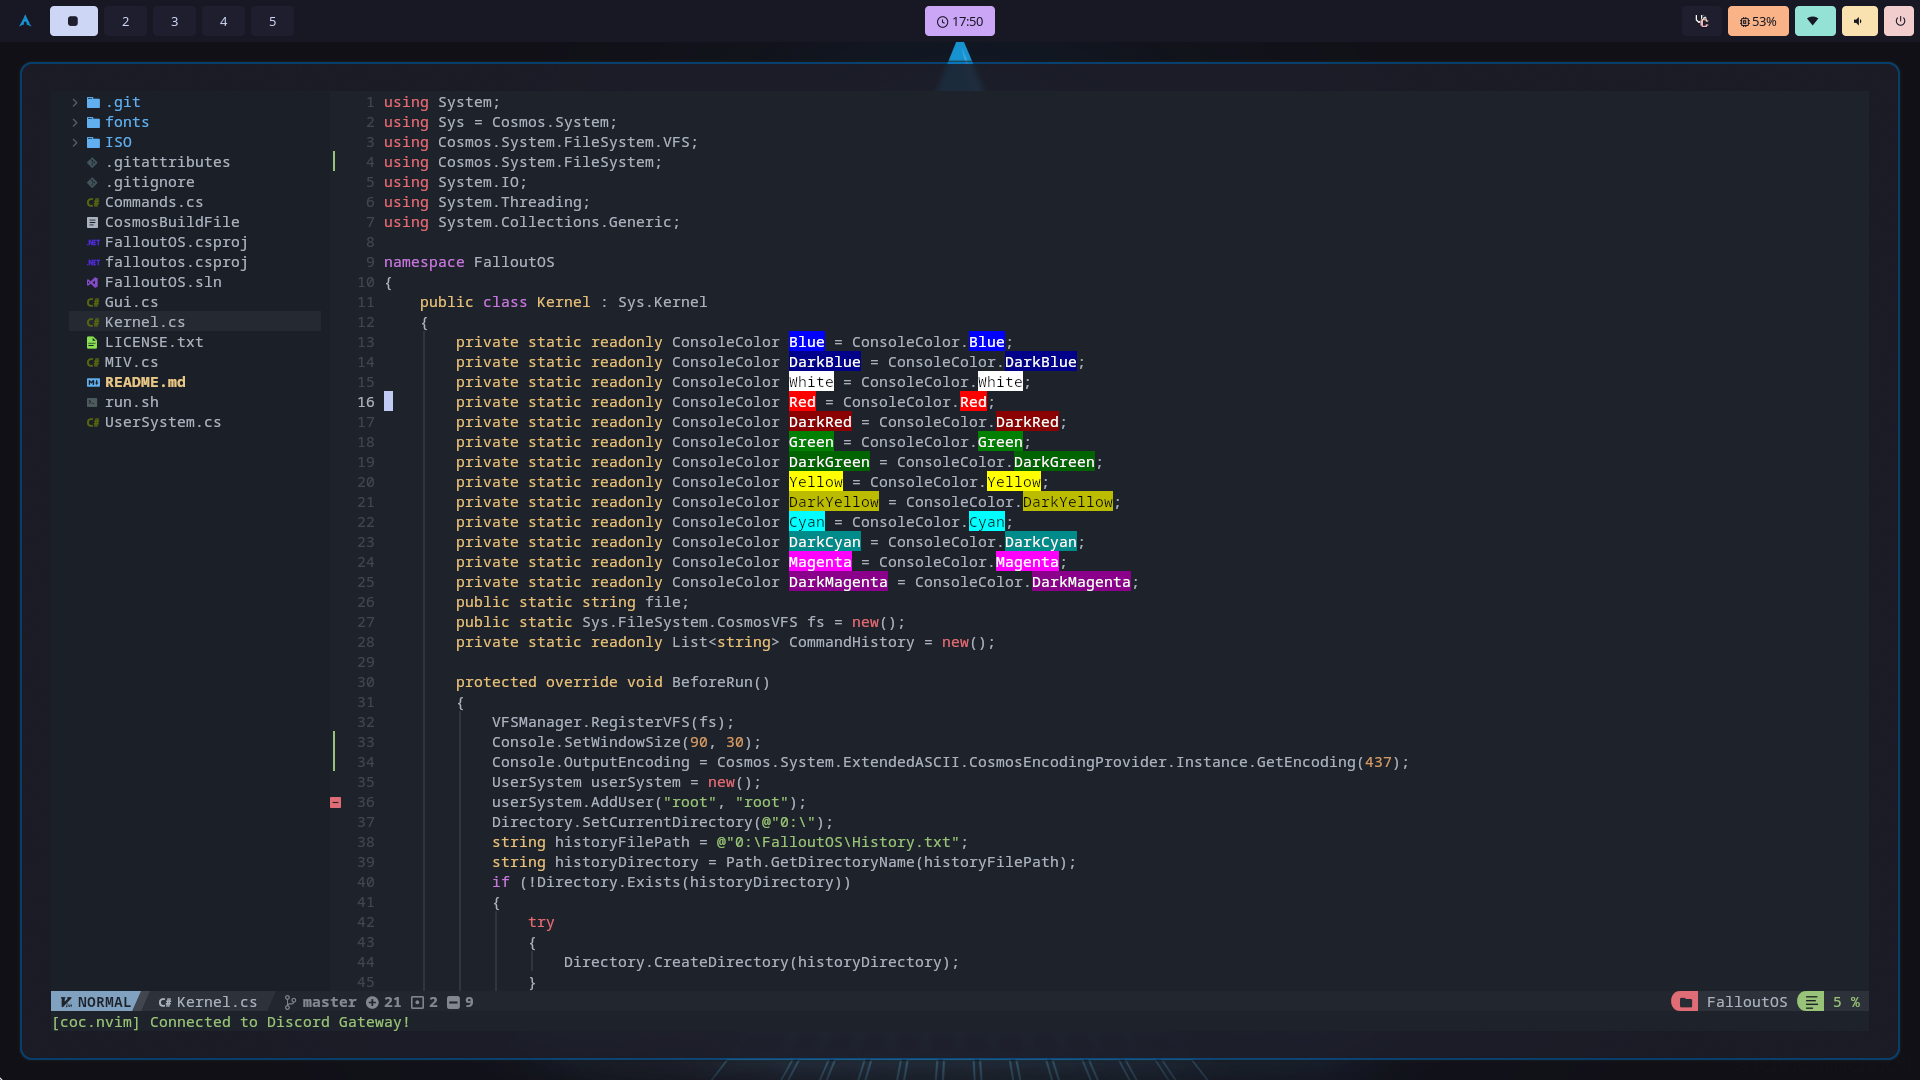 2 3 4 5
17:50
53%
.git
fonts
ISO
.gitattributes
.gitignore
C# Commands.cs
CosmosBuildFile
.NET FalloutOS.csproj
.NET falloutos.csproj
FalloutOS.sln
C# Gui.cs
C# Kernel.cs
LICENSE.txt
C# MIV.cs
README.md
run.sh
C# UserSystem.cs
1 using System;
2 using Sys = Cosmos.System;
3 using Cosmos.System.FileSystem.VFS;
4 using Cosmos.System.FileSystem;
5 using System.IO;
6 using System.Threading;
7 using System.Collections.Generic;
8
9 namespace FalloutOS
10 {
11     public class Kernel : Sys.Kernel
12     {
13         private static readonly ConsoleColor Blue = ConsoleColor.Blue;
14         private static readonly ConsoleColor DarkBlue = ConsoleColor.DarkBlue;
15         private static readonly ConsoleColor White = ConsoleColor.White;
16         private static readonly ConsoleColor Red = ConsoleColor.Red;
17         private static readonly ConsoleColor DarkRed = ConsoleColor.DarkRed;
18         private static readonly ConsoleColor Green = ConsoleColor.Green;
19         private static readonly ConsoleColor DarkGreen = ConsoleColor.DarkGreen;
20         private static readonly ConsoleColor Yellow = ConsoleColor.Yellow;
21         private static readonly ConsoleColor DarkYellow = ConsoleColor.DarkYellow;
22         private static readonly ConsoleColor Cyan = ConsoleColor.Cyan;
23         private static readonly ConsoleColor DarkCyan = ConsoleColor.DarkCyan;
24         private static readonly ConsoleColor Magenta = ConsoleColor.Magenta;
25         private static readonly ConsoleColor DarkMagenta = ConsoleColor.DarkMagenta;
26         public static string file;
27         public static Sys.FileSystem.CosmosVFS fs = new();
28         private static readonly List<string> CommandHistory = new();
29
30         protected override void BeforeRun()
31         {
32             VFSManager.RegisterVFS(fs);
33             Console.SetWindowSize(90, 30);
34             Console.OutputEncoding = Cosmos.System.ExtendedASCII.CosmosEncodingProvider.Instance.GetEncoding(437);
35             UserSystem userSystem = new();
36             userSystem.AddUser("root", "root");
37             Directory.SetCurrentDirectory(@"0:\");
38             string historyFilePath = @"0:\FalloutOS\History.txt";
39             string historyDirectory = Path.GetDirectoryName(historyFilePath);
40             if (!Directory.Exists(historyDirectory))
41             {
42                 try
43                 {
44                     Directory.CreateDirectory(historyDirectory);
45                 }
NORMAL C# Kernel.cs master 21 2 9 FalloutOS 5 %
[coc.nvim] Connected to Discord Gateway!